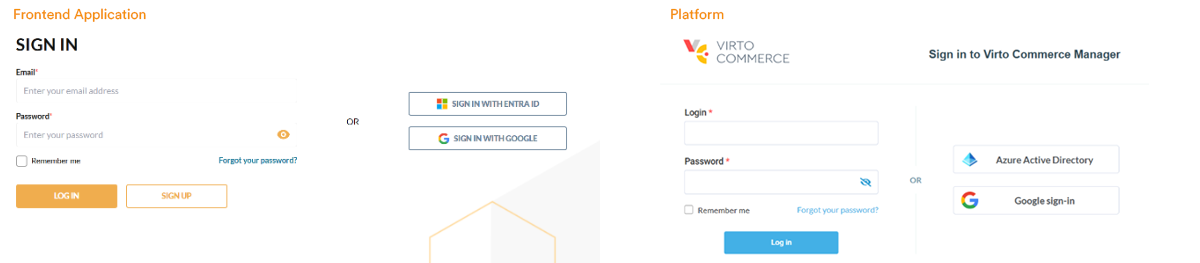 Frontend Application
SIGN IN
Email*
Enter your email address
Password*
Enter your password
Remember me
Forgot your password?
LOG IN
SIGN UP
OR
SIGN IN WITH ENTRA ID
SIGN IN WITH GOOGLE
Platform
VIRTO
COMMERCE
Sign in to Virto Commerce Manager
Login *
Password *
Remember me
Forgot your password?
Log in
OR
Azure Active Directory
Google sign-in